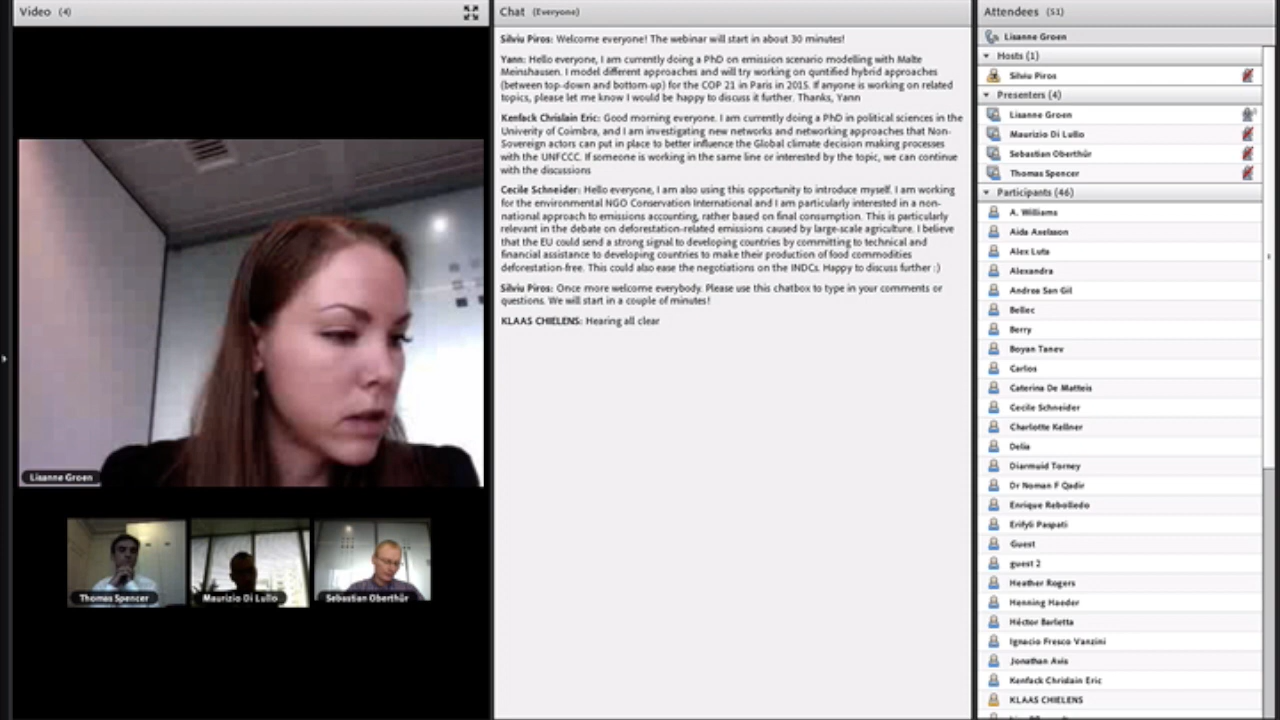 Video (4)
Lisanne Groen
Thomas Spencer
Maurizio Di Lullo
Sebastian Oberthür
Chat (Everyone)
Silviu Piros: Welcome everyone! The webinar will start in about 30 minutes!
Yann: Hello everyone, I am currently doing a PhD on emission scenario modelling with Malte
Meinshausen. I model different approaches and will try working on quntified hybrid approaches
(between top-down and bottom-up) for the COP 21 in Paris in 2015. If anyone is working on related
topics, please let me know I would be happy to discuss it further. Thanks, Yann
Kenfack Chrislain Eric: Good morning everyone. I am currently doing a PhD in political sciences in the
Univerity of Coimbra, and I am investigating new networks and networking approaches that Non-
Sovereign actors can put in place to better influence the Global climate decision making processes
with the UNFCCC. If someone is working in the same line or interested by the topic, we can continue
with the discussions
Cecile Schneider: Hello everyone, I am also using this opportunity to introduce myself. I am working
for the environmental NGO Conservation International and I am particularly interested in a non-
national approach to emissions accounting, rather based on final consumption. This is particularly
relevant in the debate on deforestation-related emissions caused by large-scale agriculture. I believe
that the EU could send a strong signal to developing countries by committing to technical and
financial assistance to developing countries to make their production of food commodities
deforestation-free. This could also ease the negotiations on the INDCs. Happy to discuss further :)
Silviu Piros: Once more welcome everybody. Please use this chatbox to type in your comments or
questions. We will start in a couple of minutes!
KLAAS CHIELENS: Hearing all clear
Attendees (51)
Lisanne Groen
Hosts (1)
Silviu Piros
Presenters (4)
Lisanne Groen
Maurizio Di Lullo
Sebastian Oberthür
Thomas Spencer
Participants (46)
A. Williams
Aida Axelsson
Alex Luta
Alexandra
Andrea San Gil
Bellec
Berry
Boyan Tanev
Carlos
Caterina De Matteis
Cecile Schneider
Charlotte Kellner
Delia
Diarmuid Torney
Dr Noman F Qadir
Enrique Rebolledo
Erifyli Paspati
Guest
guest 2
Heather Rogers
Henning Haeder
Héctor Barletta
Ignacio Fresco Vanzini
Jonathan Avis
Kenfack Chrislain Eric
KLAAS CHIELENS